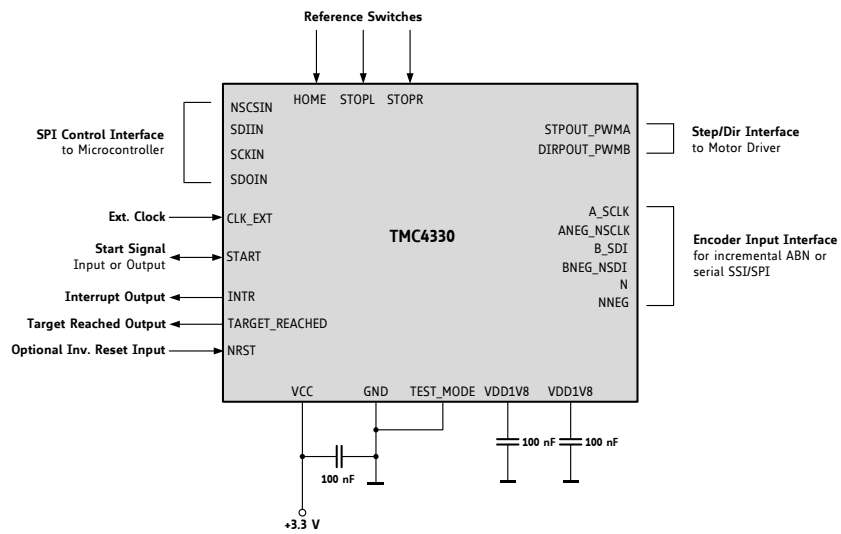 Reference Switches
HOME STOPL STOPR
NSCSIN
SDIIN
SCKIN
SDOIN
SPI Control Interface
to Microcontroller
STPOUT_PWMA
DIRPOUT_PWMB
Step/Dir Interface
to Motor Driver
Ext. Clock
CLK_EXT
TMC4330
A_SCLK
ANEG_NSCLK
B_SDI
BNEG_NSDI
N
NNEG
Encoder Input Interface
for incremental ABN or
serial SSI/SPI
Start Signal
Input or Output
START
Interrupt Output
INTR
Target Reached Output
TARGET_REACHED
Optional Inv. Reset Input
NRST
VCC GND TEST_MODE VDD1V8 VDD1V8
100 nF
100 nF
100 nF
+3.3 V